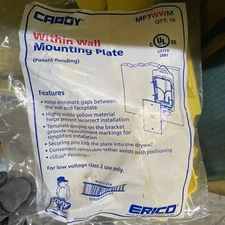 CADDY
MP1WWM
QTY: 10
Within Wall
Mounting Plate
(Patent Pending)
UL
LISTED
Features
• Helps eliminate gaps between
the wall and faceplate
• Highly visible yellow material
helps prevent incorrect installation
• Template dimples on the bracket
provide measurement markings for
simplified installation
• Securing pins lock the plate into the drywall
• Convenient removable tether assists with positioning
• cULus Pending
For low voltage class 2 use only.
ERICO